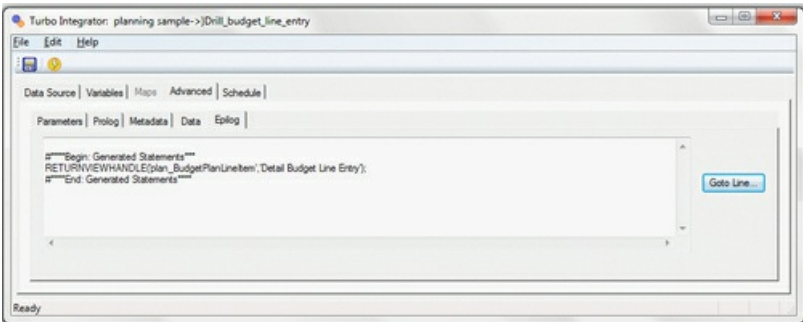 Turbo Integrator: planning sample->}Drill_budget_line_entry
File Edit Help
Data Source Variables Maps Advanced Schedule
Parameters Prolog Metadata Data Epilog
#****Begin: Generated Statements***
RETURNVIEWHANDLE('plan_BudgetPlanLineItem','Detail Budget Line Entry');
#****End: Generated Statements****
Goto Line...
Ready